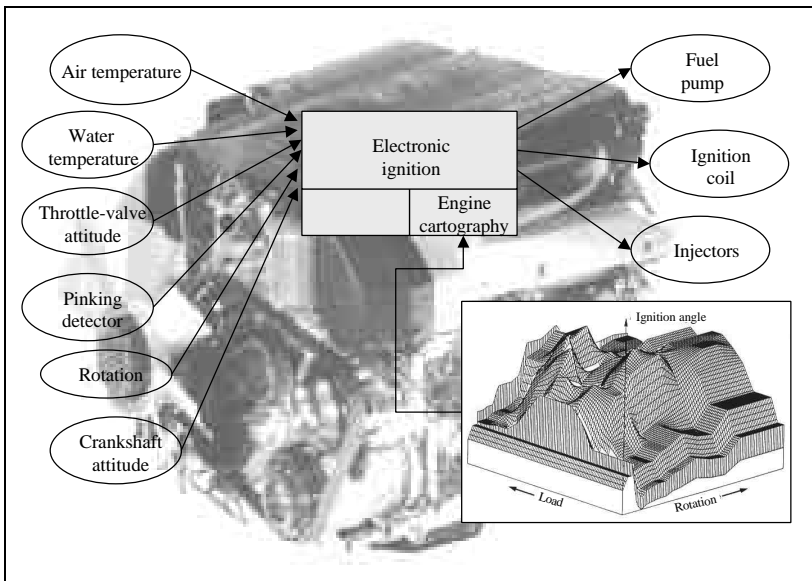 Air temperature
Water
temperature
Throttle-valve
attitude
Pinking
detector
Rotation
Crankshaft
attitude
Electronic
ignition
Engine
cartography
Fuel
pump
Ignition
coil
Injectors
Ignition angle
Load
Rotation